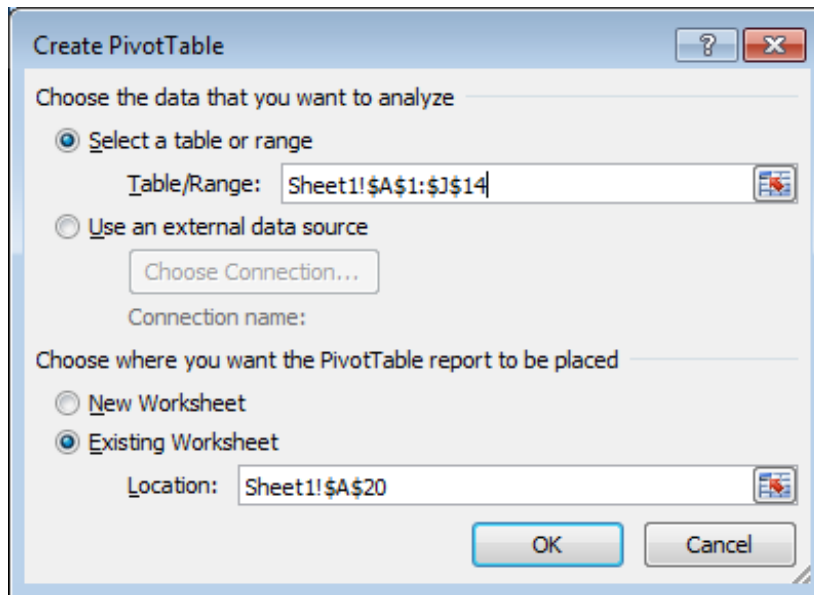 Create PivotTable
Choose the data that you want to analyze
Select a table or range
Table/Range: Sheet1!$A$1:$J$14
Use an external data source
Choose Connection...
Connection name:
Choose where you want the PivotTable report to be placed
New Worksheet
Existing Worksheet
Location: Sheet1!$A$20
OK Cancel